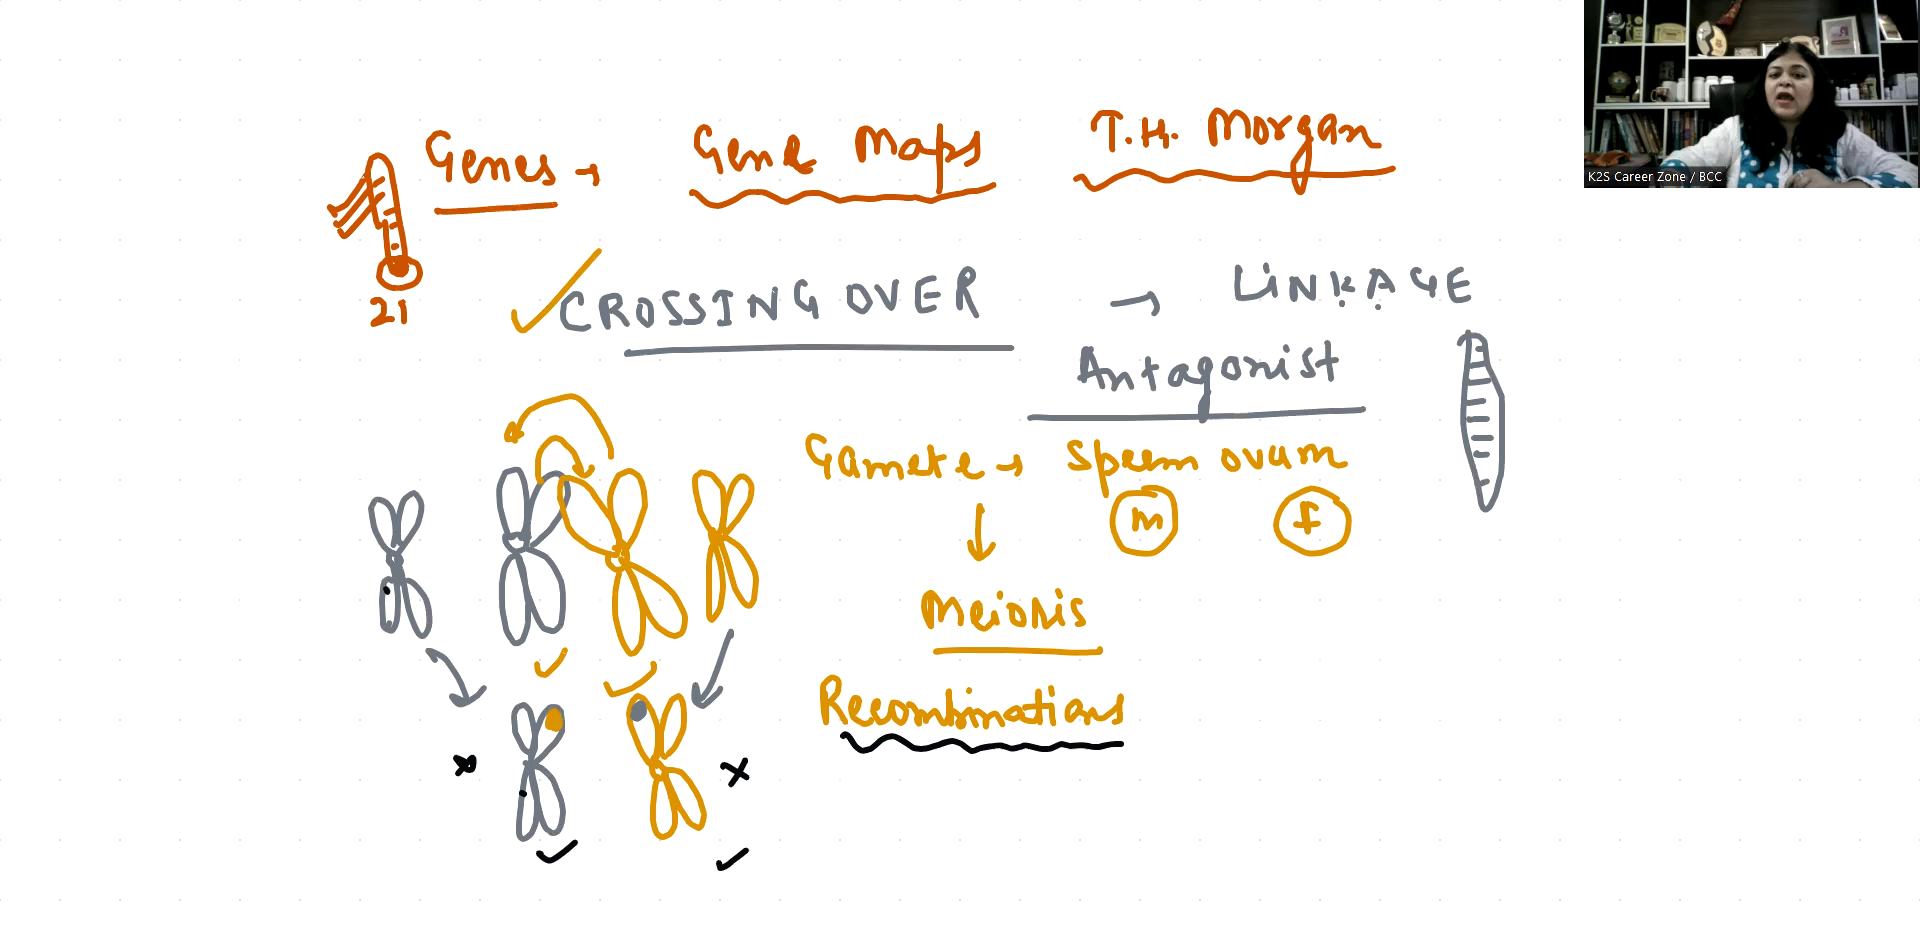 Genes → Gene Maps T.H. Morgan
21
CROSSING OVER → LINKAGE
Antagonist
Gamete → Sperm ovum
m f
Meiosis
Recombinations
K2S Career Zone / BCC